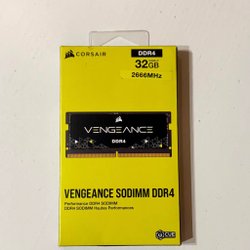 CORSAIR
DDR4
32GB
2666MHz
VENGEANCE
DDR4
VENGEANCE SODIMM DDR4
Performance DDR4 SODIMM
DDR4 SODIMM Hautes Performances